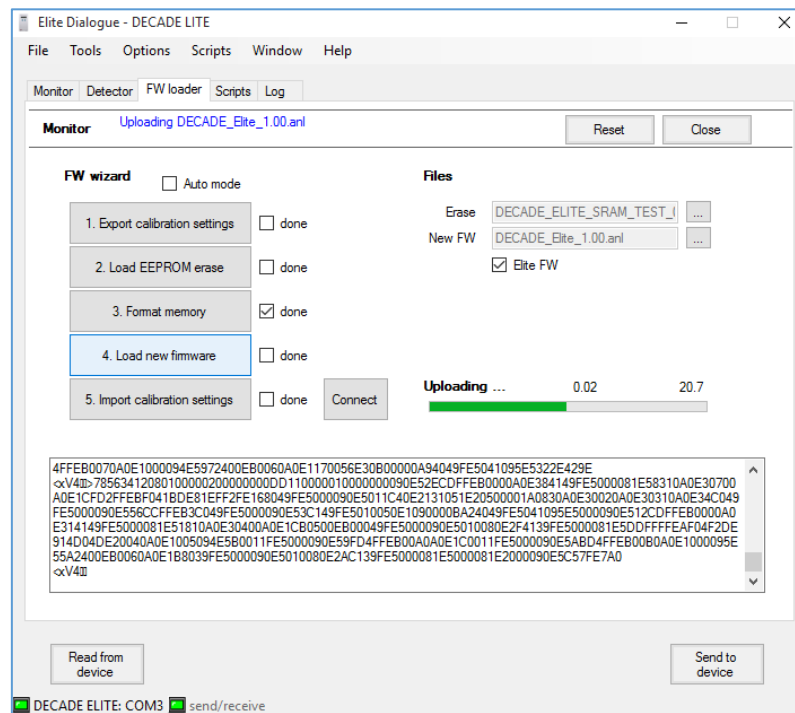 Elite Dialogue - DECADE LITE
File Tools Options Scripts Window Help
Monitor Detector FW loader Scripts Log
Monitor Uploading DECADE_Elite_1.00.anl Reset Close
FW wizard Auto mode Files
1. Export calibration settings done Erase DECADE_ELITE_SRAM_TEST_ ...
2. Load EEPROM erase done New FW DECADE_Elite_1.00.anl ...
Elite FW
3. Format memory done
4. Load new firmware done
5. Import calibration settings done Connect Uploading ... 0.02 20.7
4FFEB0070A0E1000094E5972400EB0060A0E1170056E30B00000A94049FE5041095E5322E429E
<xV4>78563412080100000200000000DD11000001000000090E52ECDFFEB0000A0E384149FE5000081E58310A0E30700
A0E1CFD2FFEBF041BDE81EFF2FE168049FE5000090E5011C40E2131051E20500001A0830A0E30020A0E30310A0E34C049
FE5000090E556CCFFEB3C049FE5000090E53C149FE5010050E1090000BA24049FE5041095E5000090E512CDFFEB0000A0
E314149FE5000081E51810A0E30400A0E1CB0500EB00049FE5000090E5010080E2F4139FE5000081E5DDFFFFEAF04F2DE
914D04DE20040A0E1005094E5B0011FE5000090E59FD4FFEB00A0A0E1C0011FE5000090E5ABD4FFEB00B0A0E1000095E
55A2400EB0060A0E1B8039FE5000090E5010080E2AC139FE5000081E5000081E2000090E5C57FE7A0
<xV4
Read from device Send to device
DECADE ELITE: COM3 send/receive